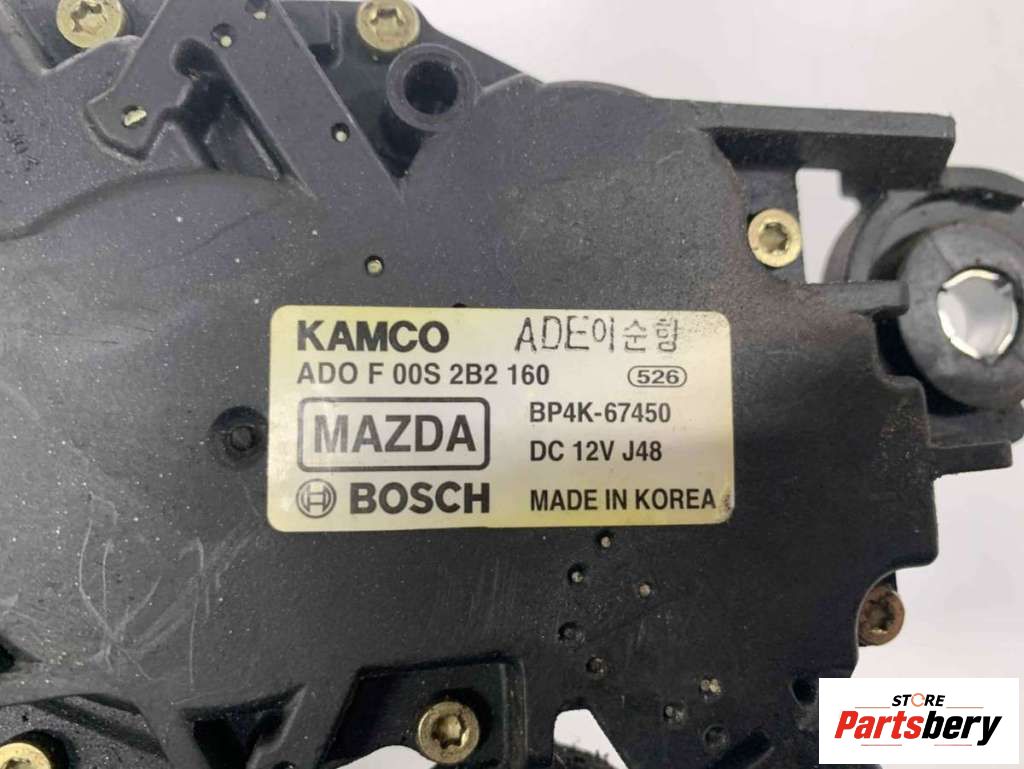 KAMCO ADE이순항
ADO F 00S 2B2 160 526
MAZDA BP4K-67450
DC 12V J48
BOSCH MADE IN KOREA
STORE
Partsbery